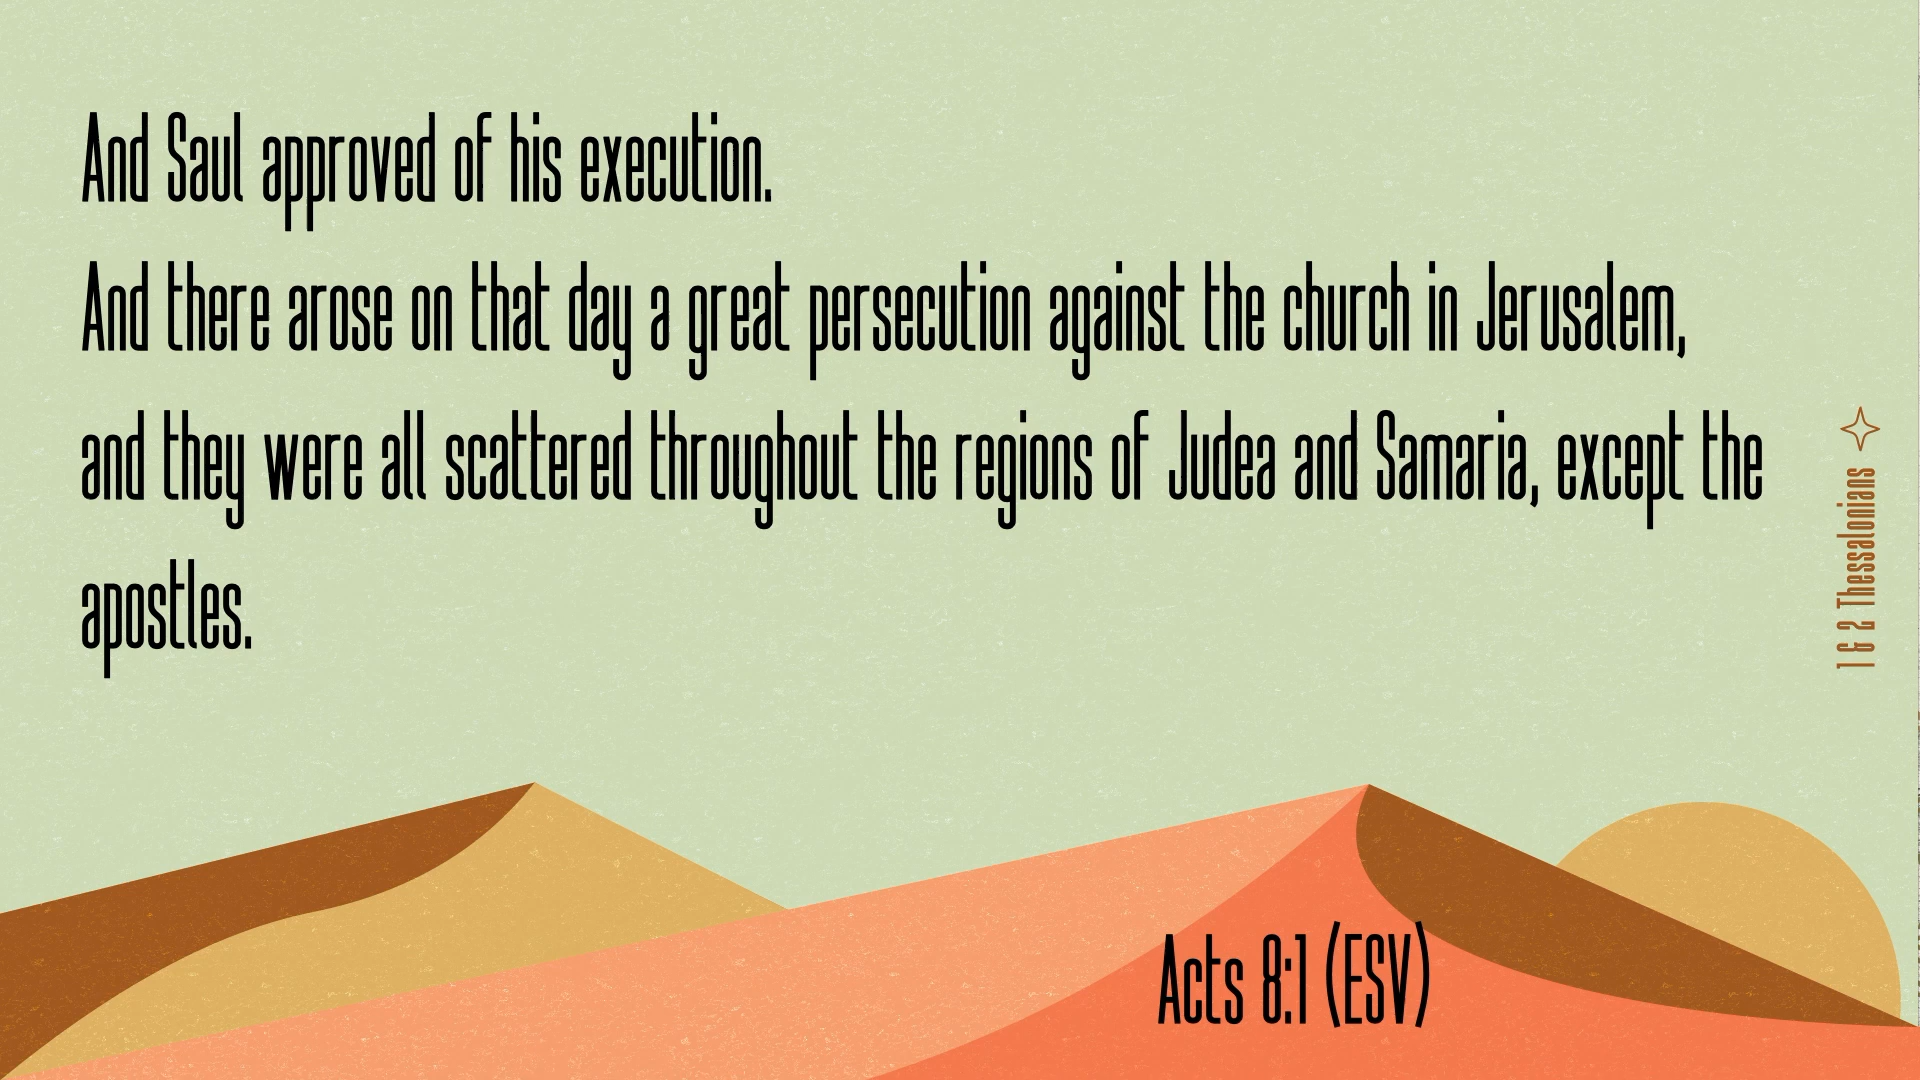 And Saul approved of his execution.
And there arose on that day a great persecution against the church in Jerusalem,
and they were all scattered throughout the regions of Judea and Samaria, except the
apostles.
1 & 2 Thessalonians
Acts 8:1 (ESV)